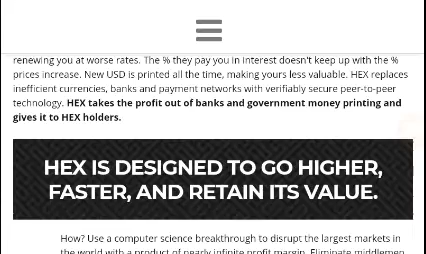 renewing you at worse rates. The % they pay you in interest doesn't keep up with the %
prices increase. New USD is printed all the time, making yours less valuable. HEX replaces
inefficient currencies, banks and payment networks with verifiably secure peer-to-peer
technology. HEX takes the profit out of banks and government money printing and
gives it to HEX holders.
HEX IS DESIGNED TO GO HIGHER,
FASTER, AND RETAIN ITS VALUE.
How? Use a computer science breakthrough to disrupt the largest markets in
the world with a product of nearly infinite profit margin. Eliminate middlemen